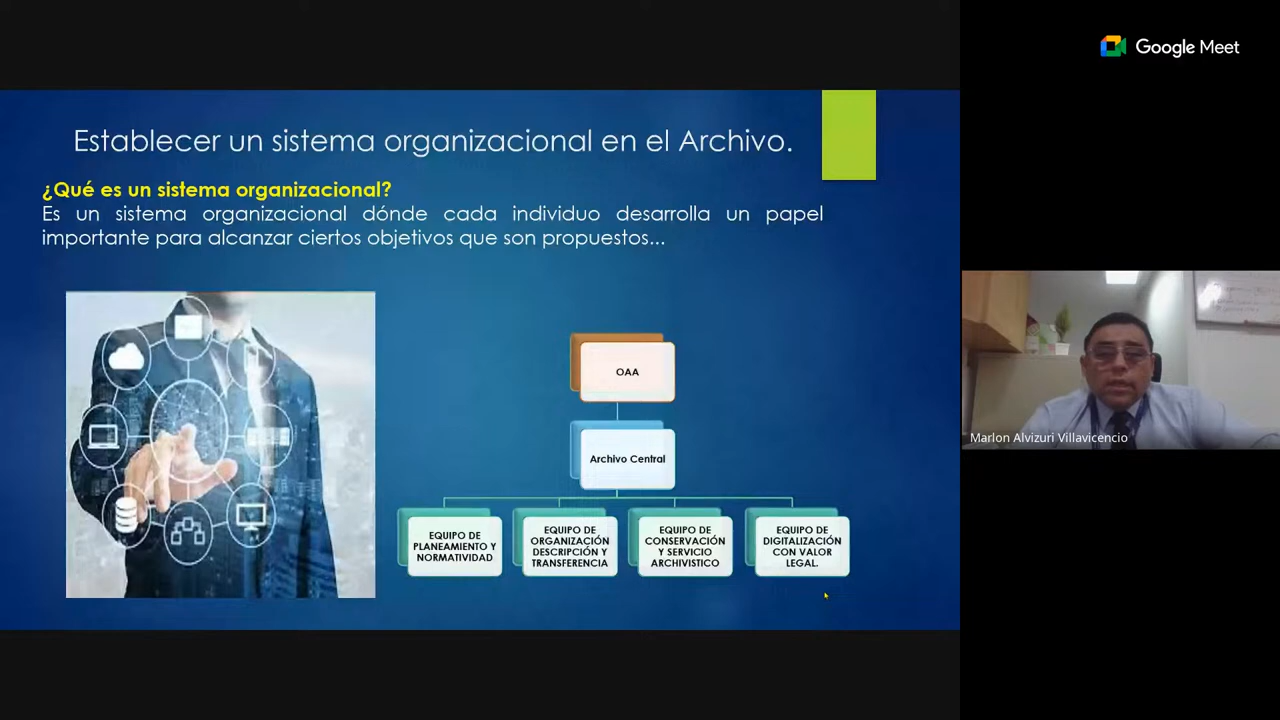 Google Meet
Establecer un sistema organizacional en el Archivo.
¿Qué es un sistema organizacional?
Es un sistema organizacional dónde cada individuo desarrolla un papel
importante para alcanzar ciertos objetivos que son propuestos...
OAA
Archivo Central
EQUIPO DE
PLANEAMIENTO Y
NORMATIVIDAD
EQUIPO DE
ORGANIZACIÓN
DESCRIPCIÓN Y
TRANSFERENCIA
EQUIPO DE
CONSERVACIÓN
Y SERVICIO
ARCHIVISTICO
EQUIPO DE
DIGITALIZACIÓN
CON VALOR
LEGAL.
Marlon Alvizuri Villavicencio